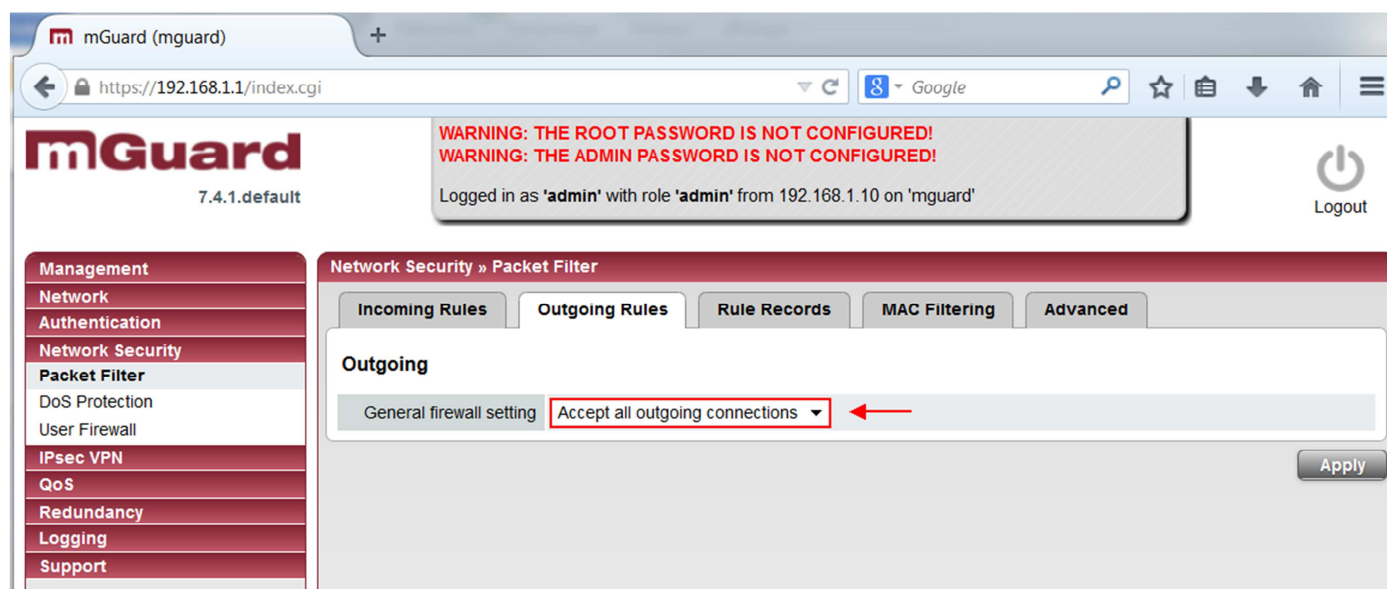 mGuard (mguard)
+
https://192.168.1.1/index.cgi
8 Google
mGuard
7.4.1.default
WARNING: THE ROOT PASSWORD IS NOT CONFIGURED!
WARNING: THE ADMIN PASSWORD IS NOT CONFIGURED!
Logged in as 'admin' with role 'admin' from 192.168.1.10 on 'mguard'
Logout
Management
Network
Authentication
Network Security
Packet Filter
DoS Protection
User Firewall
IPsec VPN
QoS
Redundancy
Logging
Support
Network Security » Packet Filter
Incoming Rules Outgoing Rules Rule Records MAC Filtering Advanced
Outgoing
General firewall setting Accept all outgoing connections
Apply